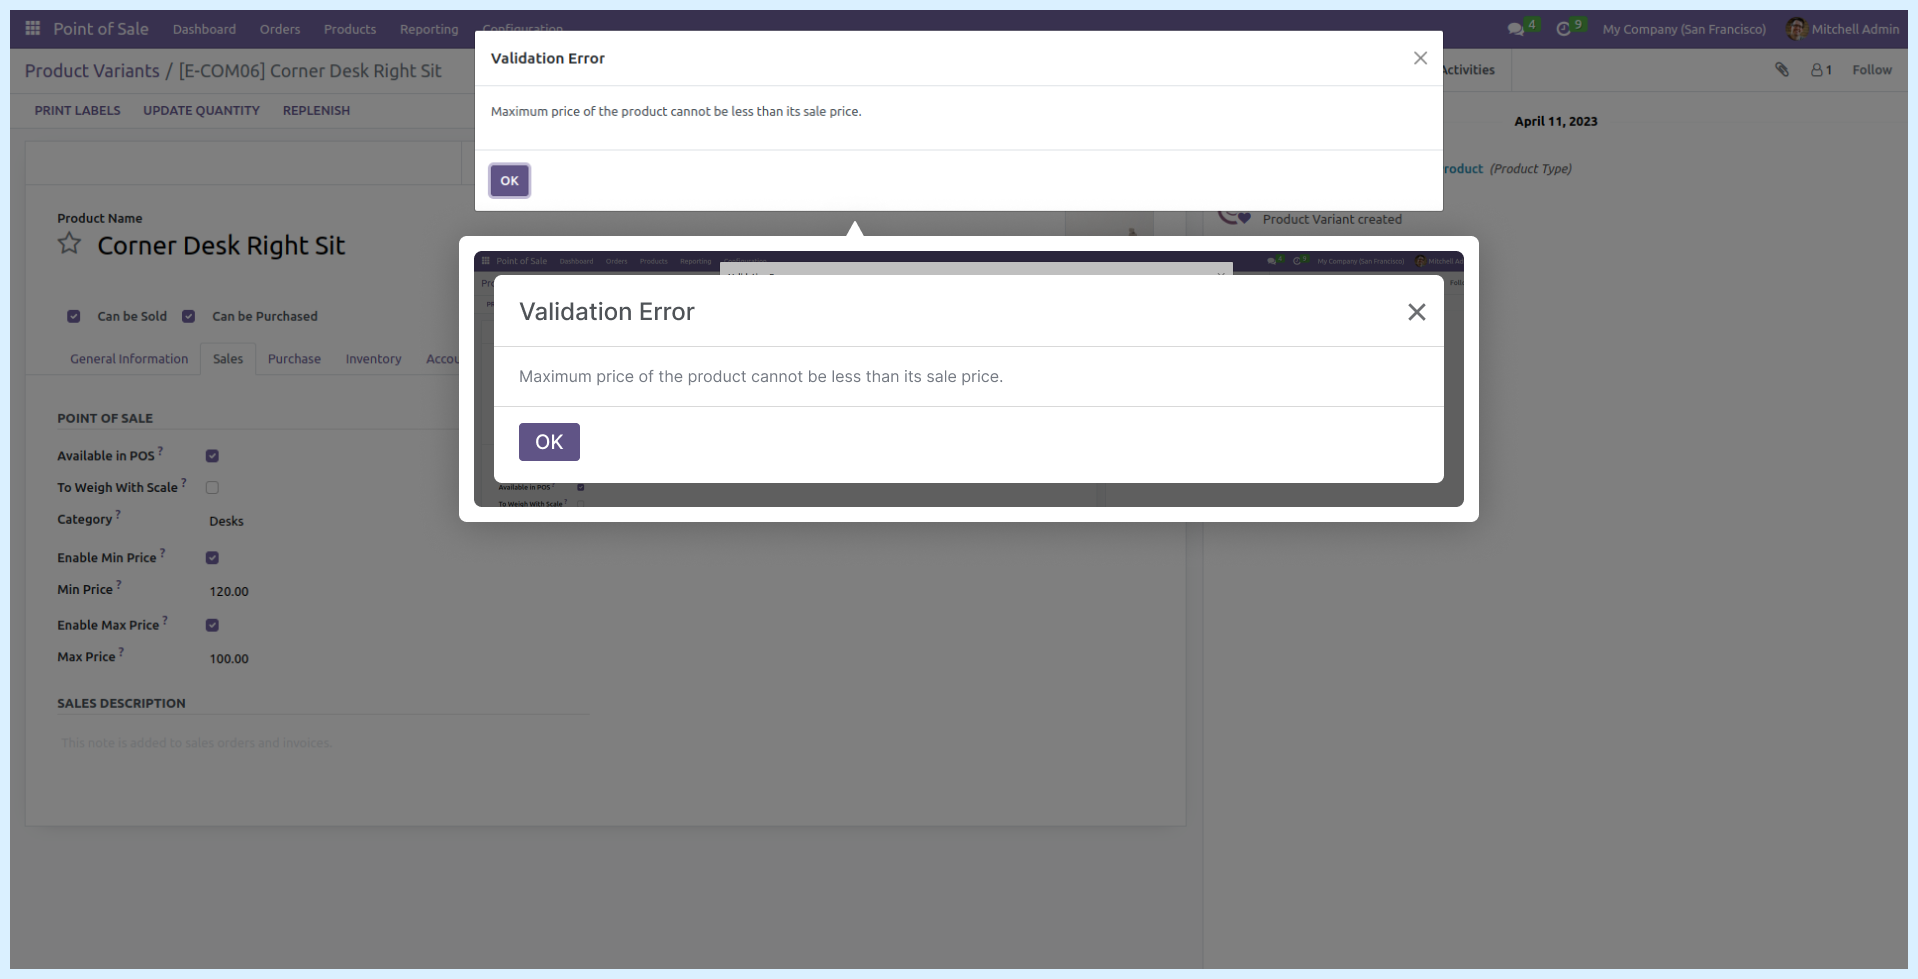 Point of Sale Dashboard Orders Products Reporting Configuration 4 9 My Company (San Francisco) Mitchell Admin
Product Variants / [E-COM06] Corner Desk Right Sit
Activities 1 Follow
PRINT LABELS UPDATE QUANTITY REPLENISH
Validation Error
Maximum price of the product cannot be less than its sale price.
OK
April 11, 2023
roduct (Product Type)
Product Variant created
Product Name
Corner Desk Right Sit
Can be Sold Can be Purchased
General Information Sales Purchase Inventory Accou
Point of Sale Dashboard Orders Products Reporting Configuration My Company (San Francisco) Mitchell Ad
Validation Error
Maximum price of the product cannot be less than its sale price.
OK
Available in POS ?
To Weigh With Scale ?
POINT OF SALE
Available in POS ?
To Weigh With Scale ?
Category ? Desks
Enable Min Price ?
Min Price ? 120.00
Enable Max Price ?
Max Price ? 100.00
SALES DESCRIPTION
This note is added to sales orders and invoices.